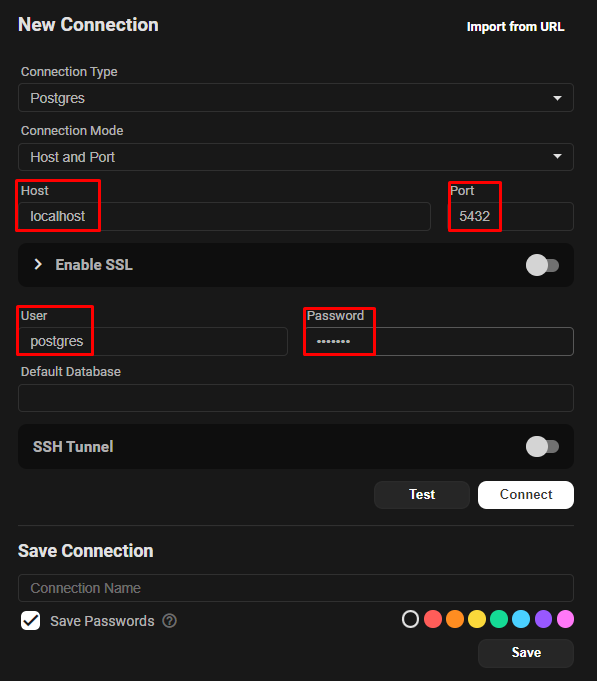 New Connection
Import from URL
Connection Type
Postgres
Connection Mode
Host and Port
Host
Port
localhost
5432
Enable SSL
User
Password
postgres
•••••••
Default Database
SSH Tunnel
Test
Connect
Save Connection
Connection Name
Save Passwords ?
Save